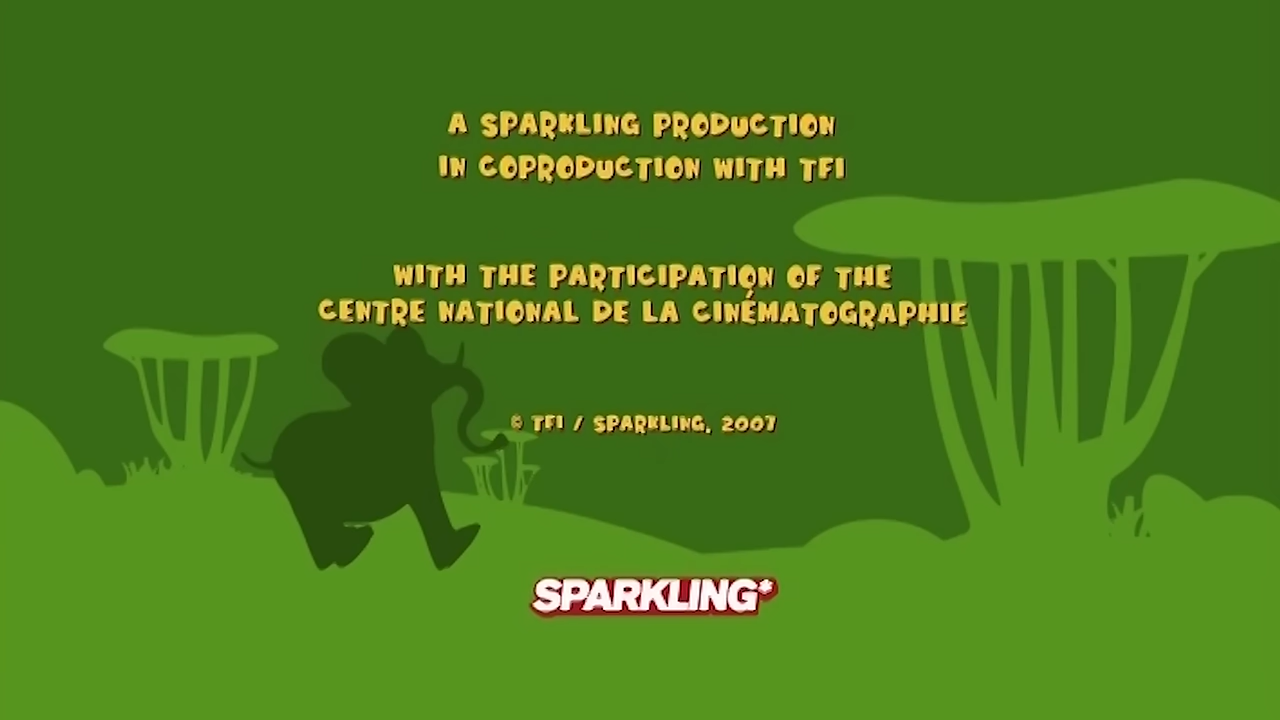 A SPARKLING PRODUCTION
IN COPRODUCTION WITH TF1
WITH THE PARTICIPATION OF THE
CENTRE NATIONAL DE LA CINÉMATOGRAPHIE
© TF1 / SPARKLING, 2007
SPARKLING*